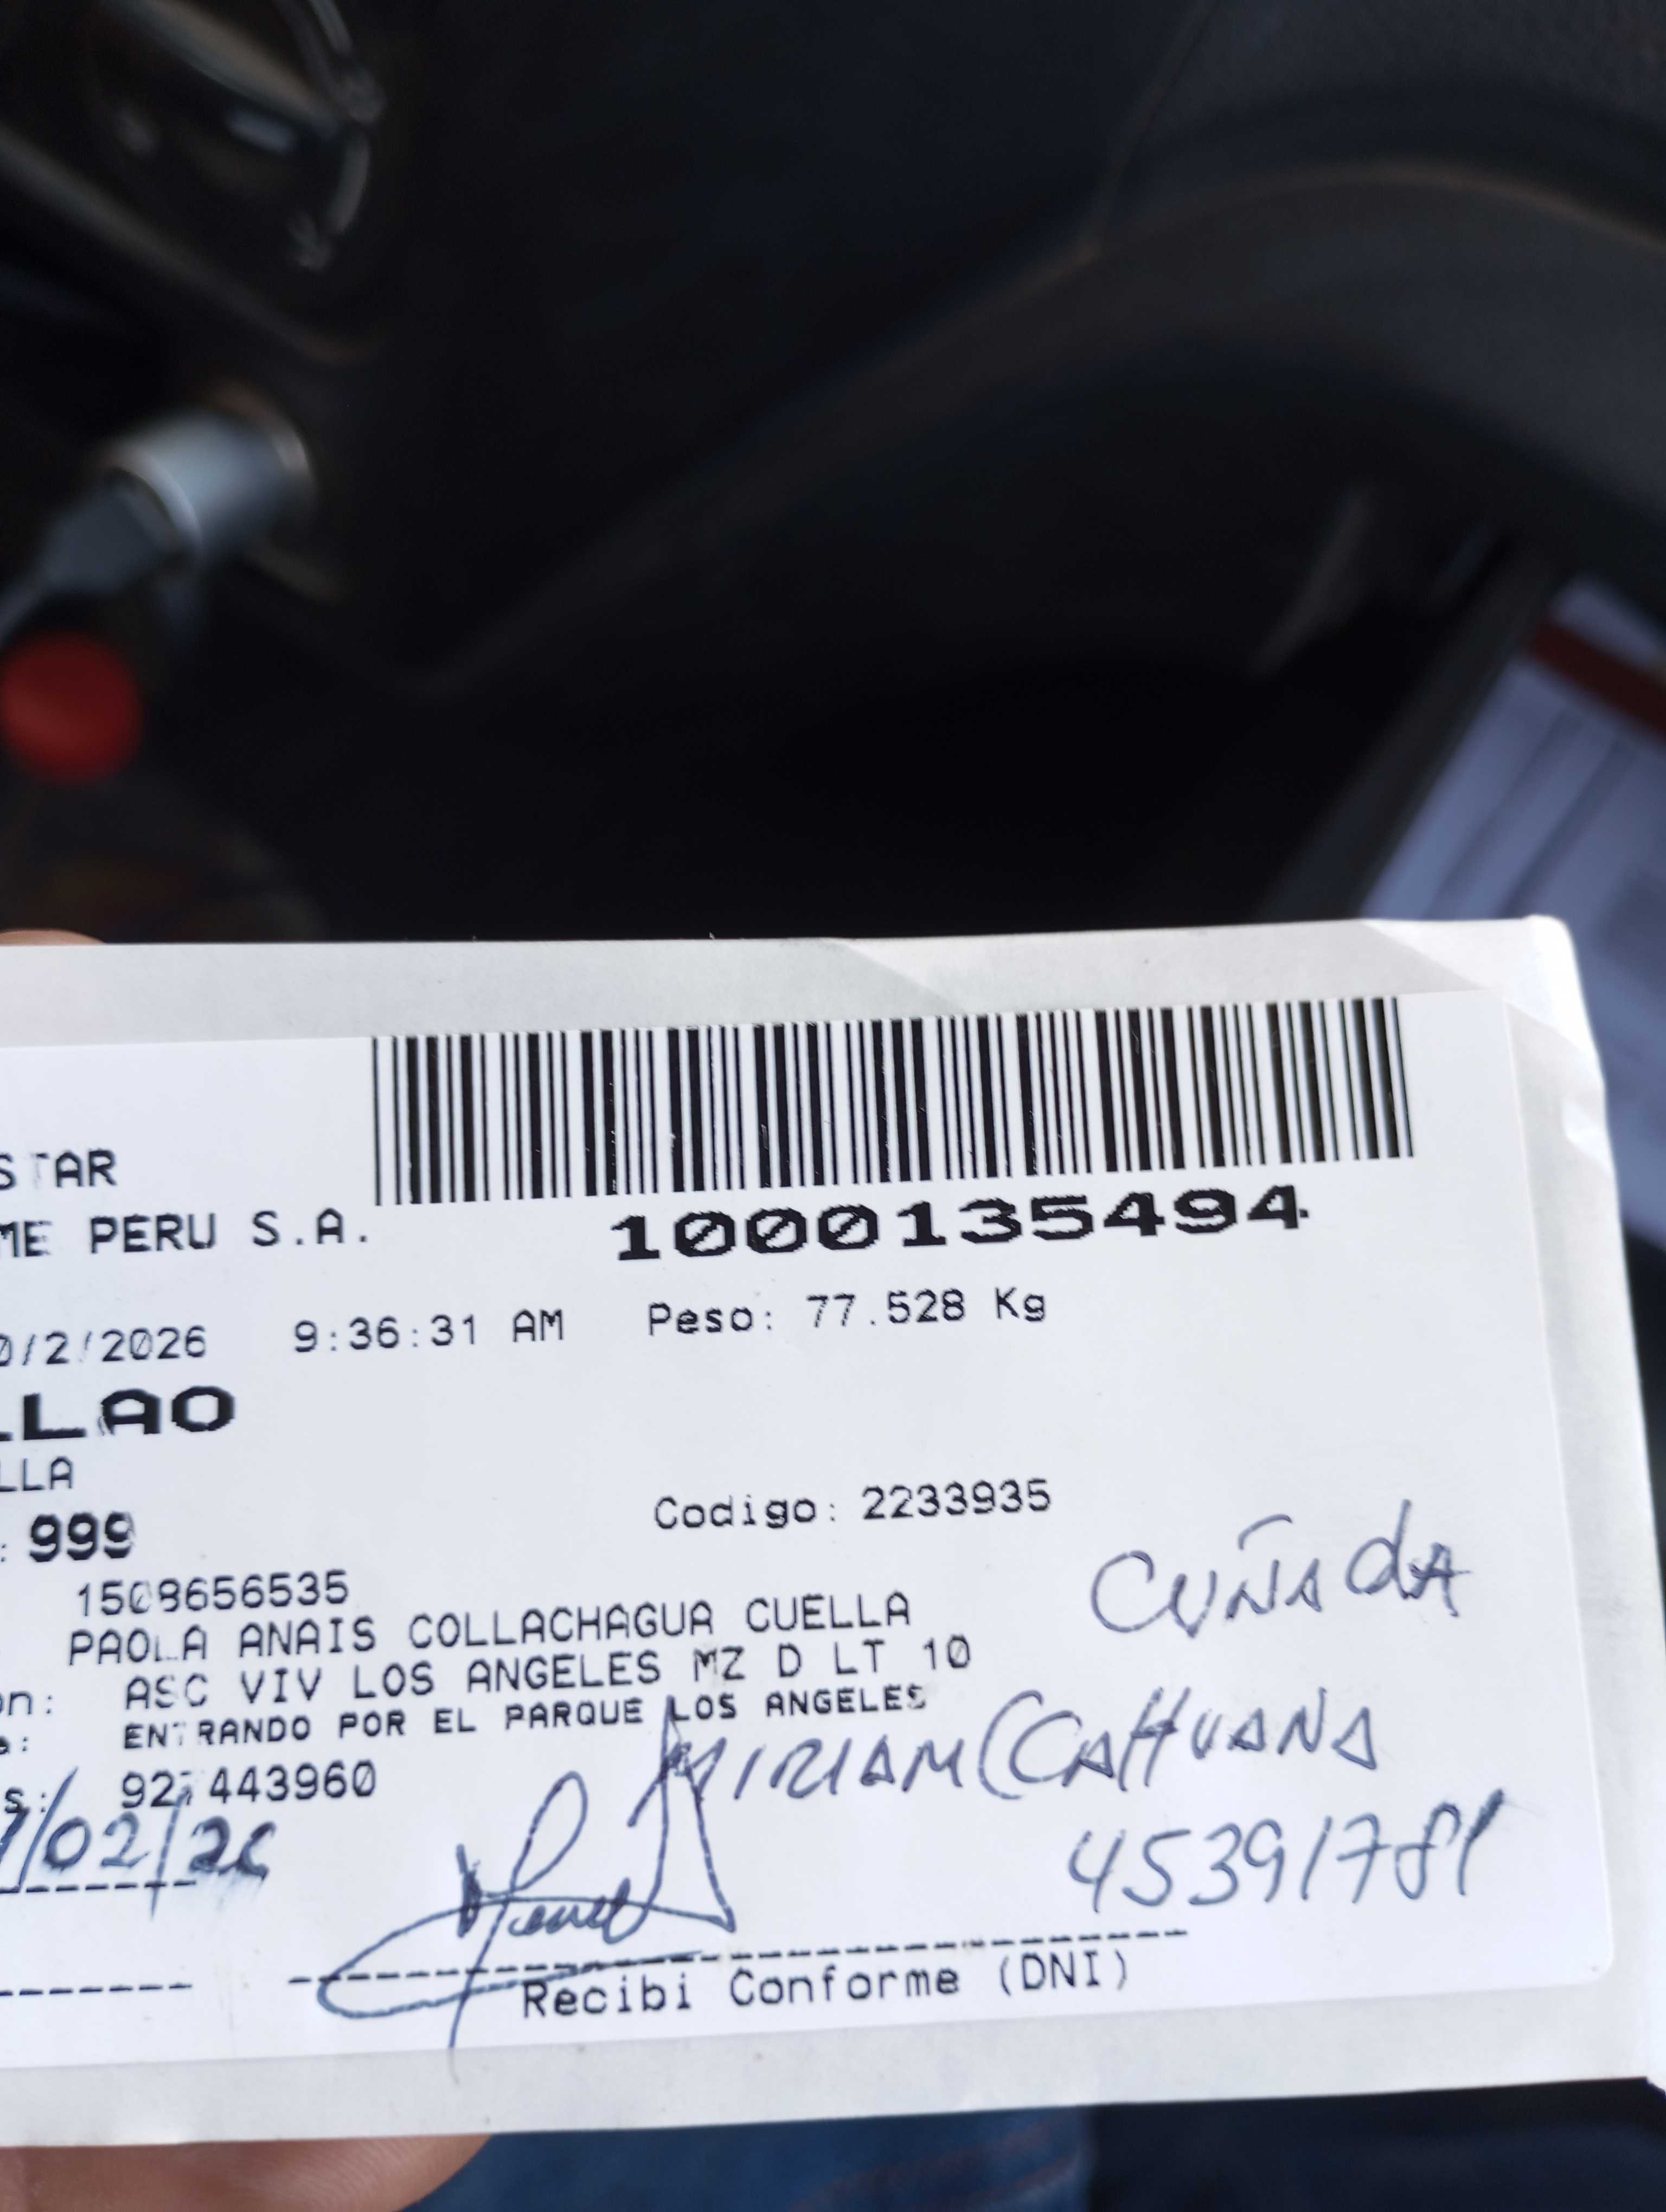 STAR
ME PERU S.A.
1000135494
0/2/2026 9:36:31 AM Peso: 77.528 Kg
LLAO
LLA
: 999
Codigo: 2233935
CUÑADA
1508656535
PAOLA ANAIS COLLACHAGUA CUELLA
on: ASC VIV LOS ANGELES MZ D LT 10
a: ENTRANDO POR EL PARQUE LOS ANGELES
MIRIAM CCAHUANA
s: 927443960
/02/26
45391781
Recibi Conforme (DNI)